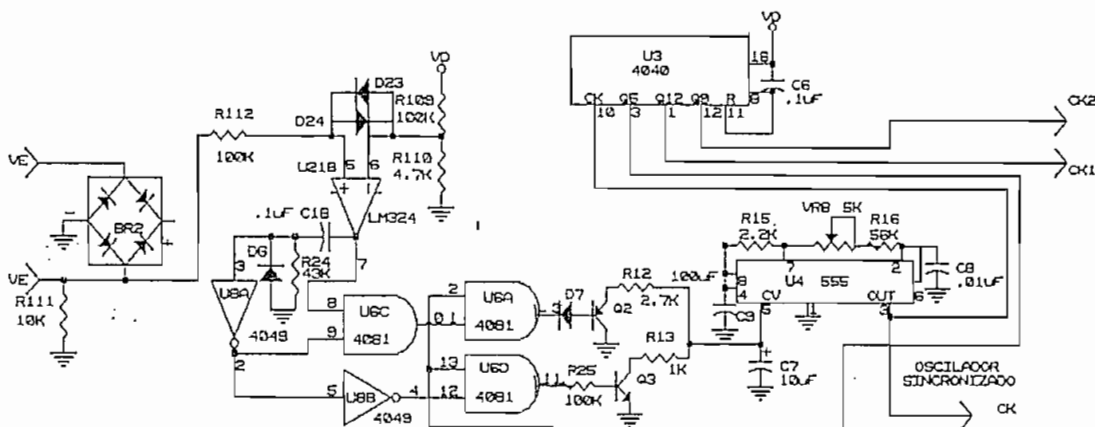 VD
U3
4040
16
CK Q5 Q12 Q9 R 8
10 3 1 12 11
C6
.1uF
CK2
CK1
VD
D23
R109
100K
D24
R112
100K
U21B 5 6
R110
4.7K
+ -
LM324
7
VE
BR2
- +
VE
R111
10K
.1uF C18
DG
R24
43K
3
U8A
4049
2
8
U6C
9 4081
10
2
1
U6A
4081
3
D7
Q2
R12
2.7K
13
12
U6D
4081
11
R25
100K
Q3
R13
1K
5
U8B
4
4049
R15
2.2K
VR8 5K
R16
56K
100uF
C9
8
4
7
2
U4 555
CV OUT
5 1 3
6
C8
.01uF
+
C7
10uF
OSCILADOR
SINCRONIZADO
CK